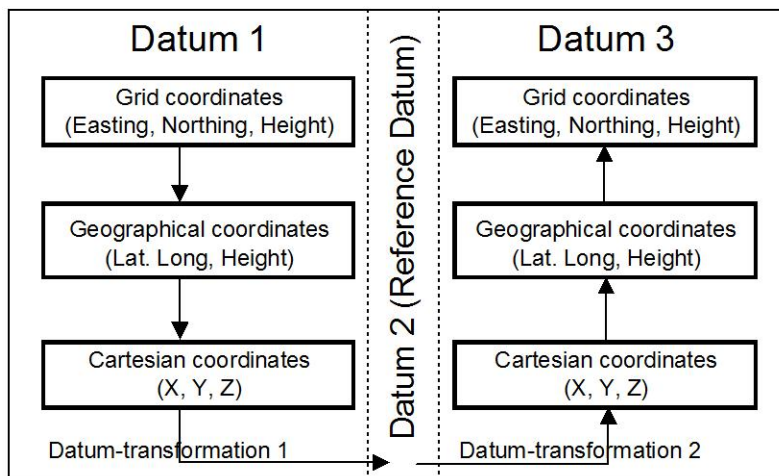 Datum 1
Grid coordinates
(Easting, Northing, Height)
Geographical coordinates
(Lat. Long, Height)
Cartesian coordinates
(X, Y, Z)
Datum-transformation 1
Datum 2 (Reference Datum)
Datum 3
Grid coordinates
(Easting, Northing, Height)
Geographical coordinates
(Lat. Long, Height)
Cartesian coordinates
(X, Y, Z)
Datum-transformation 2